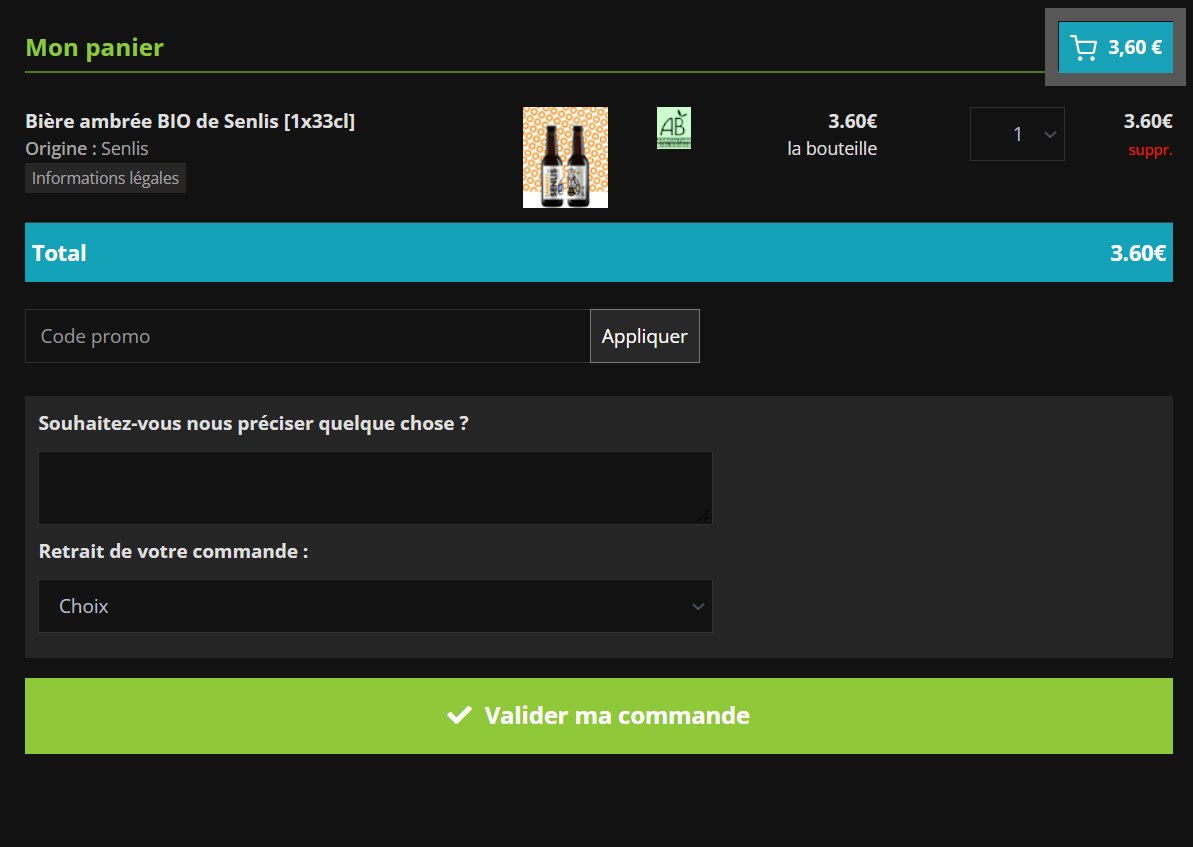 Mon panier
3,60 €
Bière ambrée BIO de Senlis [1x33cl]
Origine : Senlis
Informations légales
SENLIS
AB
3.60€
la bouteille
1
3.60€
suppr.
Total
3.60€
Code promo
Appliquer
Souhaitez-vous nous préciser quelque chose ?
Retrait de votre commande :
Choix
Valider ma commande